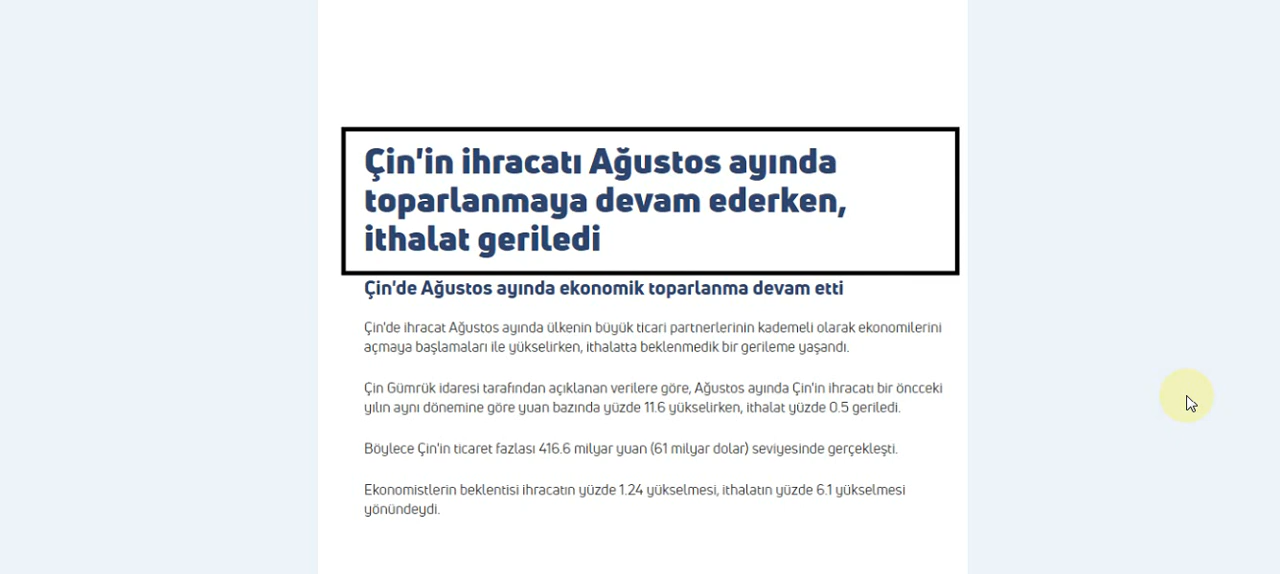 Çin'in ihracatı Ağustos ayında
toparlanmaya devam ederken,
ithalat geriledi
Çin'de Ağustos ayında ekonomik toparlanma devam etti
Çin'de ihracat Ağustos ayında ülkenin büyük ticari partnerlerinin kademeli olarak ekonomilerini
açmaya başlamaları ile yükselirken, ithalatta beklenmedik bir gerileme yaşandı.
Çin Gümrük idaresi tarafından açıklanan verilere göre, Ağustos ayında Çin'in ihracatı bir öncceki
yılın aynı dönemine göre yuan bazında yüzde 11.6 yükselirken, ithalat yüzde 0.5 geriledi.
Böylece Çin'in ticaret fazlası 416.6 milyar yuan (61 milyar dolar) seviyesinde gerçekleşti.
Ekonomistlerin beklentisi ihracatın yüzde 1.24 yükselmesi, ithalatın yüzde 6.1 yükselmesi
yönündeydi.